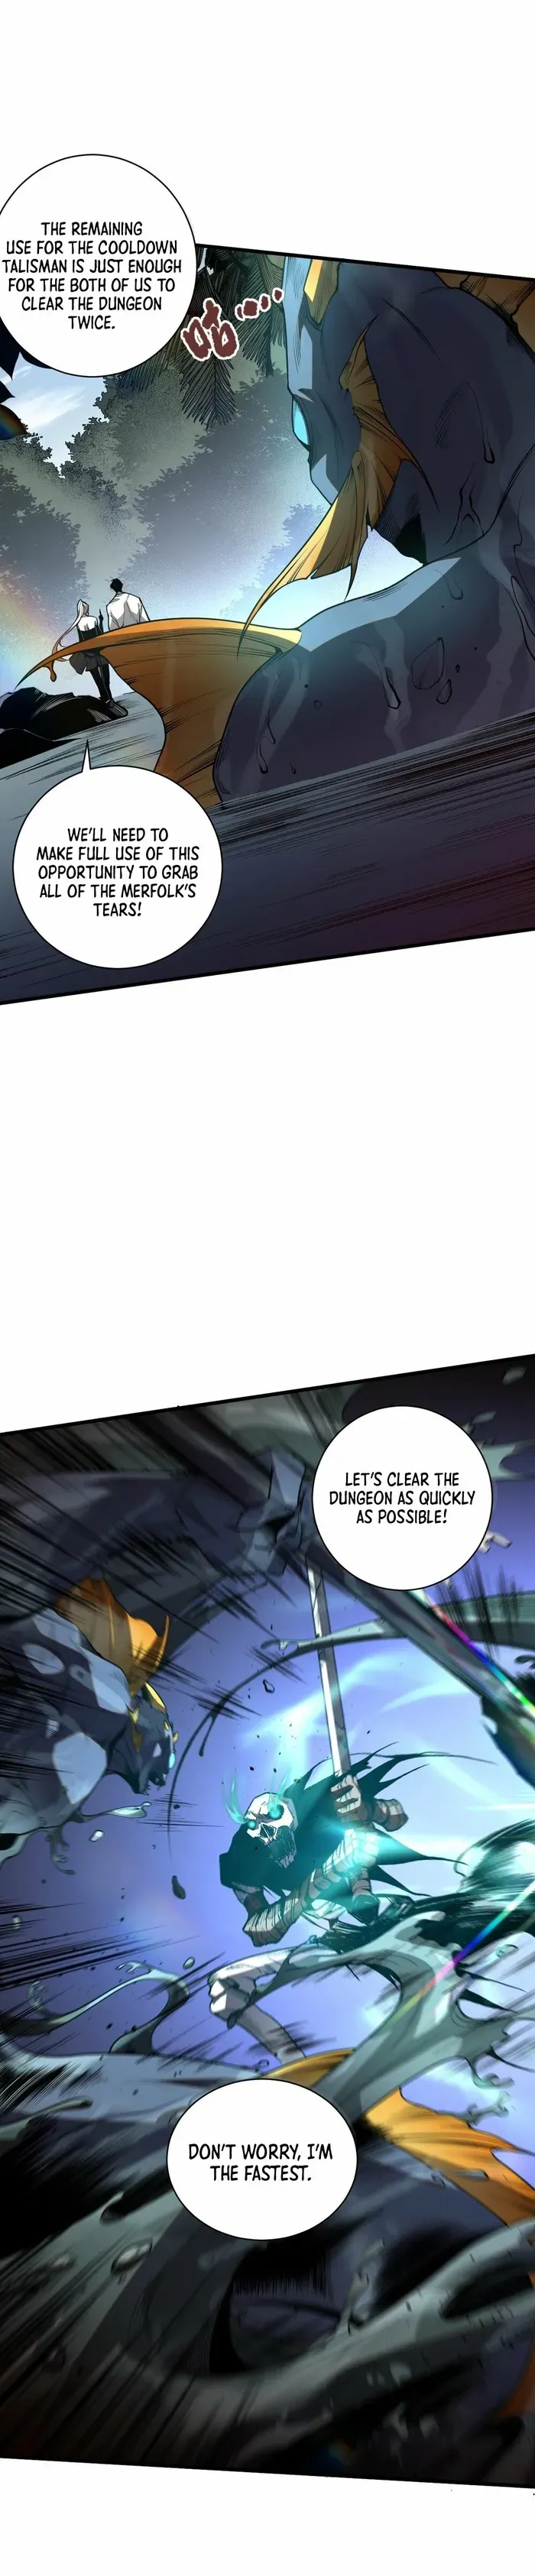 THE REMAINING
USE FOR THE COOLDOWN
TALISMAN IS JUST ENOUGH
FOR THE BOTH OF US TO
CLEAR THE DUNGEON
TWICE.
咕…
WE'LL NEED TO
MAKE FULL USE OF THIS
OPPORTUNITY TO GRAB
ALL OF THE MERFOLK'S
TEARS!
LET'S CLEAR THE
DUNGEON AS QUICKLY
AS POSSIBLE!
DON'T WORRY, I'M
THE FASTEST.